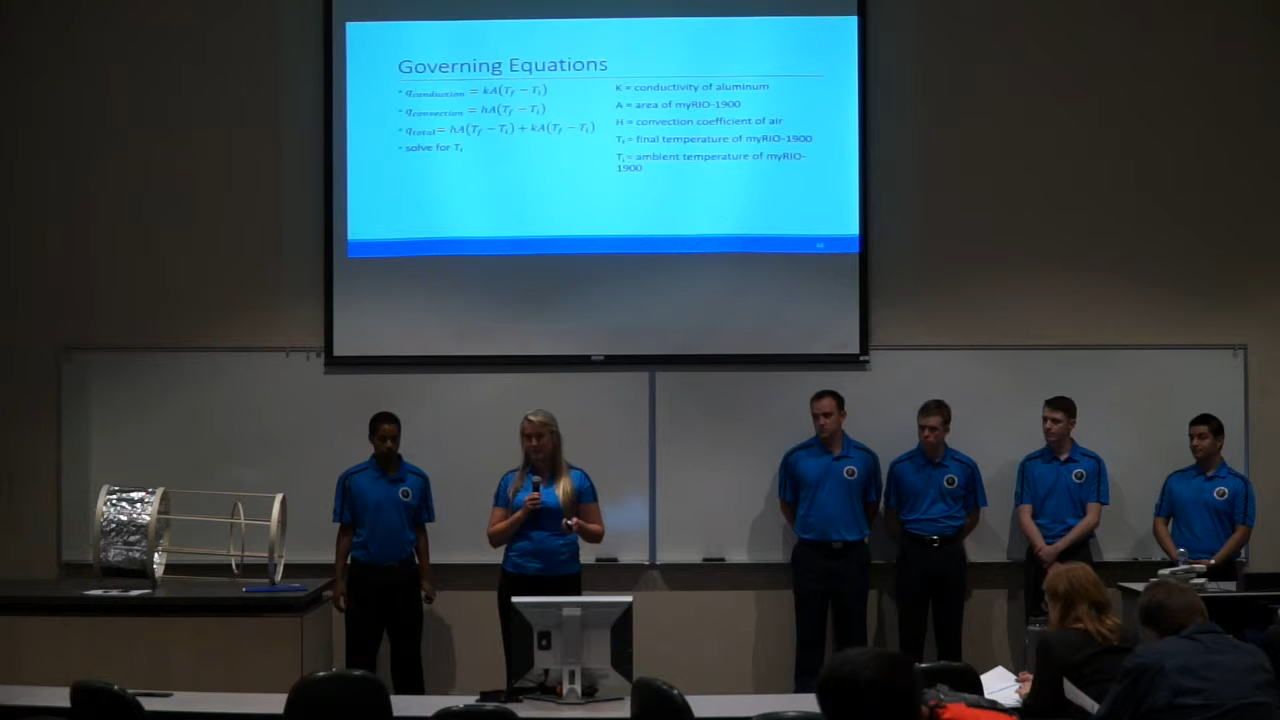 Governing Equations
q_conduction = kA(T_f − T_i)
q_convection = hA(T_f − T_i)
q_total = hA(T_f − T_i) + kA(T_f − T_i)
solve for T_i
K = conductivity of aluminum
A = area of myRIO-1900
H = convection coefficient of air
T_f = final temperature of myRIO-1900
T_i = ambient temperature of myRIO-
1900